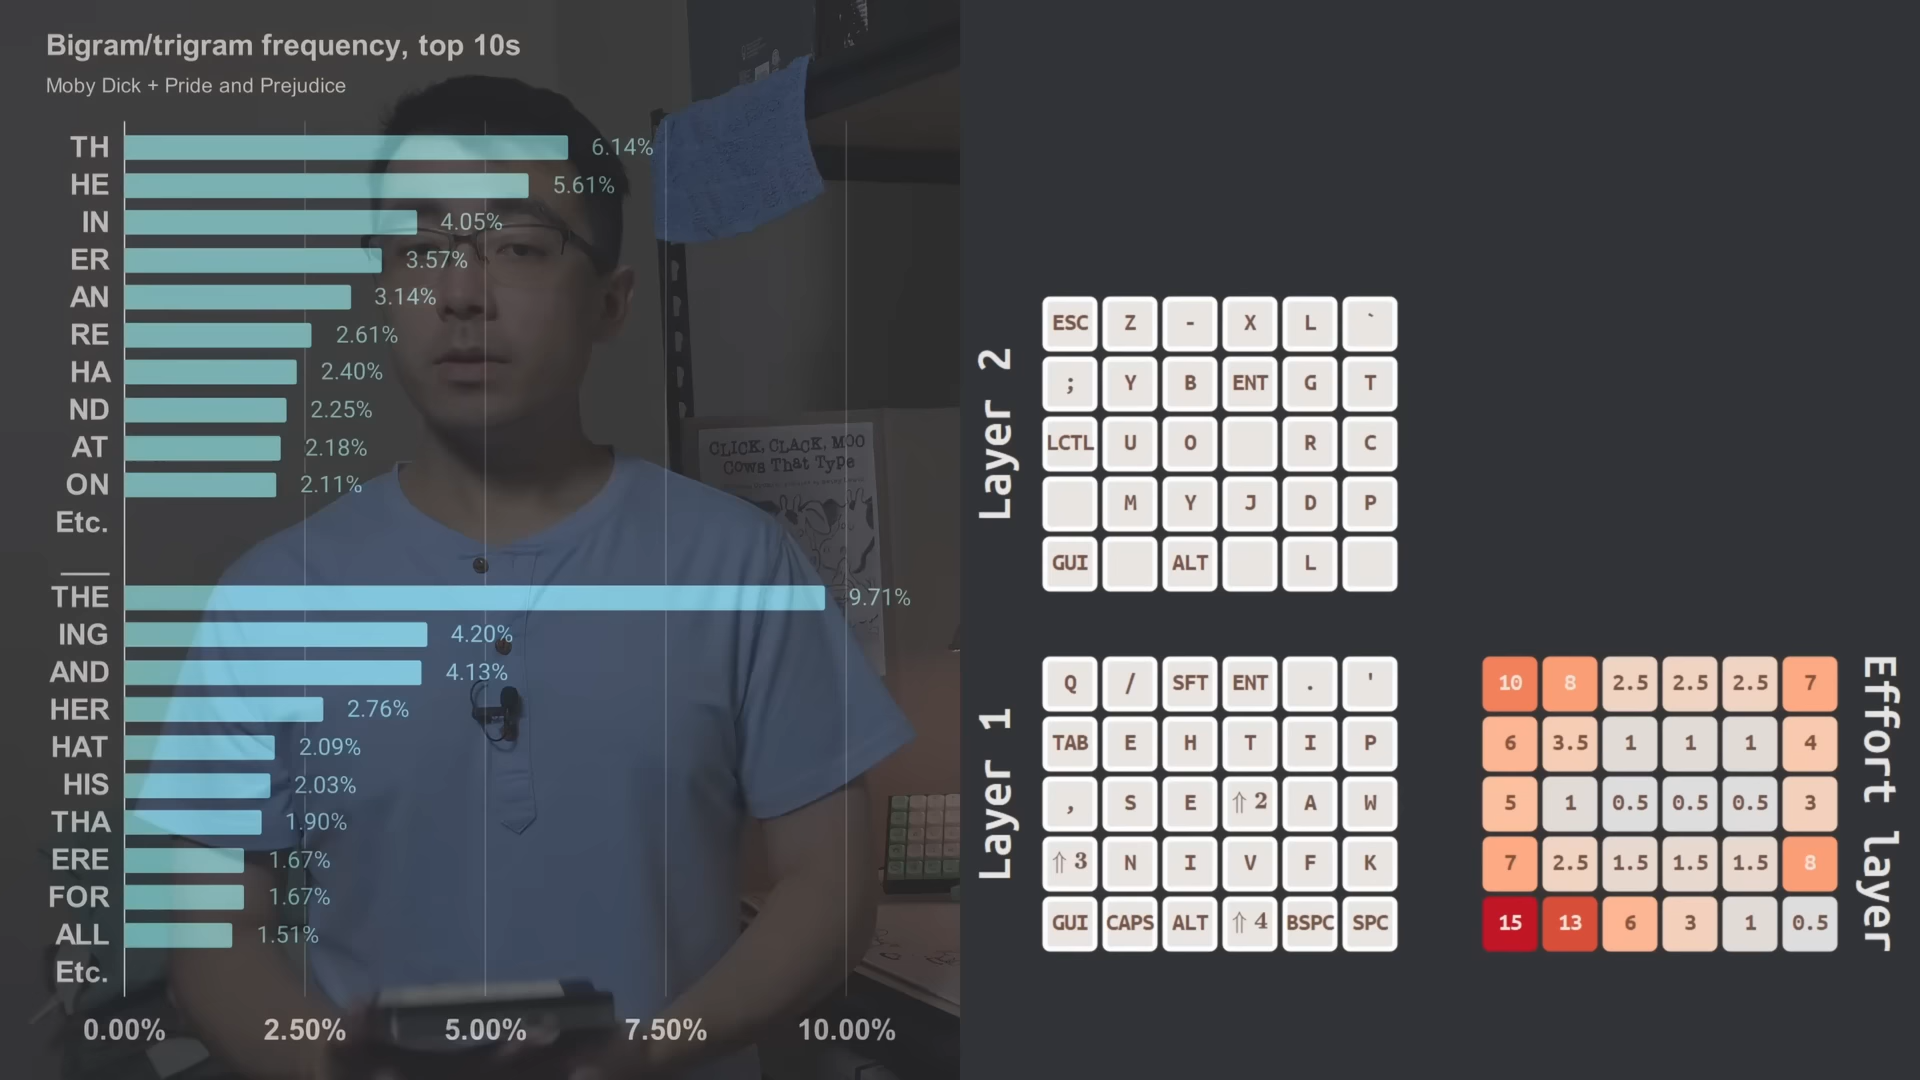 Bigram/trigram frequency, top 10s
Moby Dick + Pride and Prejudice
TH 6.14%
HE 5.61%
IN 4.05%
ER 3.57%
AN 3.14%
RE 2.61%
HA 2.40%
ND 2.25%
AT 2.18%
ON 2.11%
Etc.
THE 9.71%
ING 4.20%
AND 4.13%
HER 2.76%
HAT 2.09%
HIS 2.03%
THA 1.90%
ERE 1.67%
FOR 1.67%
ALL 1.51%
Etc.
0.00% 2.50% 5.00% 7.50% 10.00%
CLICK, CLACK, MOO
Cows That Type
Layer 2
ESC Z - X L `
; Y B ENT G T
LCTL U O R C
M Y J D P
GUI ALT L
Layer 1
Q / SFT ENT . '
TAB E H T I P
, S E ⇑2 A W
⇑3 N I V F K
GUI CAPS ALT ⇑4 BSPC SPC
Effort layer
10 8 2.5 2.5 2.5 7
6 3.5 1 1 1 4
5 1 0.5 0.5 0.5 3
7 2.5 1.5 1.5 1.5 8
15 13 6 3 1 0.5